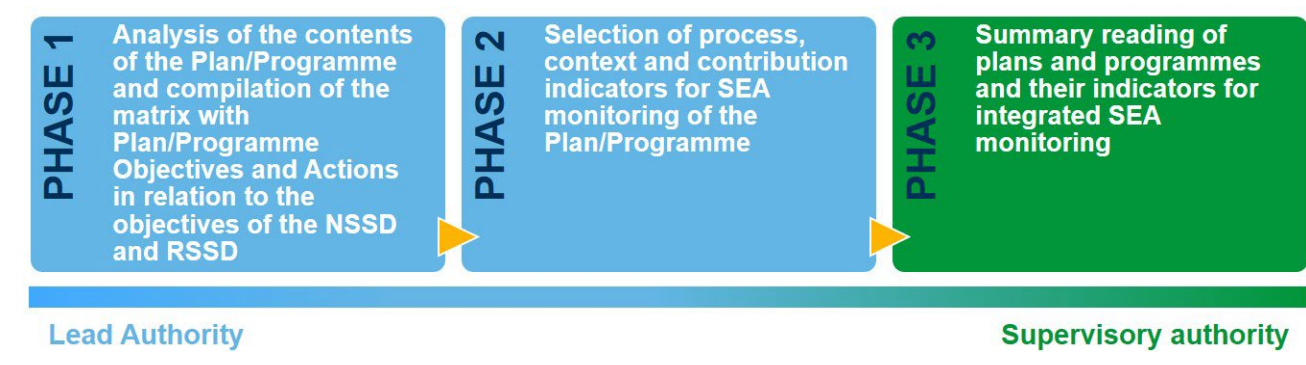 PHASE 1
Analysis of the contents
of the Plan/Programme
and compilation of the
matrix with
Plan/Programme
Objectives and Actions
in relation to the
objectives of the NSSD
and RSSD
PHASE 2
Selection of process,
context and contribution
indicators for SEA
monitoring of the
Plan/Programme
PHASE 3
Summary reading of
plans and programmes
and their indicators for
integrated SEA
monitoring
Lead Authority
Supervisory authority